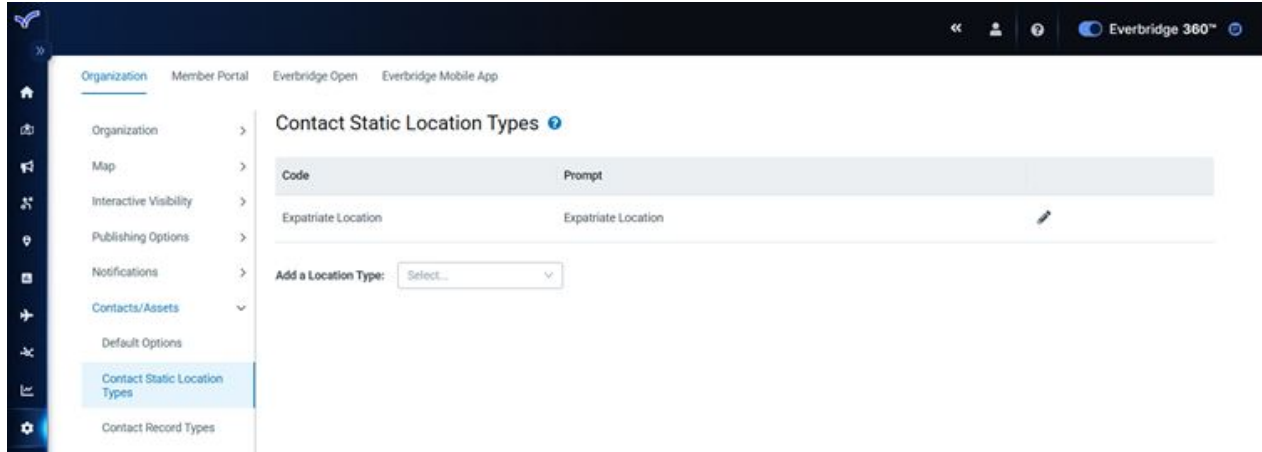 Everbridge 360™
Organization Member Portal Everbridge Open Everbridge Mobile App
Organization
Map
Interactive Visibility
Publishing Options
Notifications
Contacts/Assets
Default Options
Contact Static Location
Types
Contact Record Types
Contact Static Location Types
Code Prompt
Expatriate Location Expatriate Location
Add a Location Type: Select...